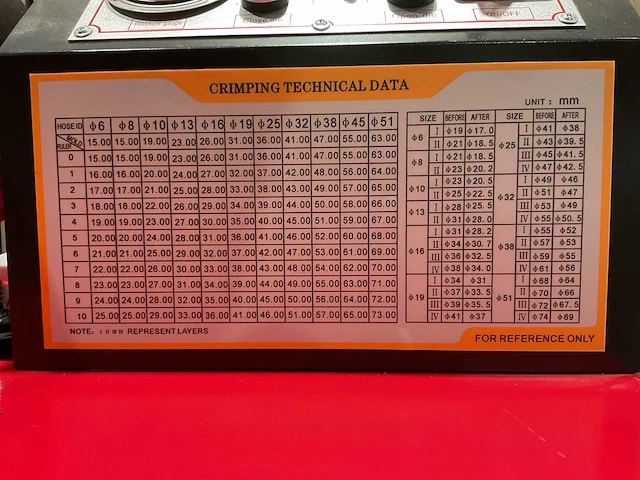 Pressure gauge
ON/OFF
CRIMPING TECHNICAL DATA
UNIT : mm
HOSE ID ϕ6 ϕ8 ϕ10 ϕ13 ϕ16 ϕ19 ϕ25 ϕ32 ϕ38 ϕ45 ϕ51
RULER MOLD 15.00 15.00 19.00 23.00 26.00 31.00 36.00 41.00 47.00 55.00 63.00
0 15.00 15.00 19.00 23.00 26.00 31.00 36.00 41.00 47.00 55.00 63.00
1 16.00 16.00 20.00 24.00 27.00 32.00 37.00 42.00 48.00 56.00 64.00
2 17.00 17.00 21.00 25.00 28.00 33.00 38.00 43.00 49.00 57.00 65.00
3 18.00 18.00 22.00 26.00 29.00 34.00 39.00 44.00 50.00 58.00 66.00
4 19.00 19.00 23.00 27.00 30.00 35.00 40.00 45.00 51.00 59.00 67.00
5 20.00 20.00 24.00 28.00 31.00 36.00 41.00 46.00 52.00 60.00 68.00
6 21.00 21.00 25.00 29.00 32.00 37.00 42.00 47.00 53.00 61.00 69.00
7 22.00 22.00 26.00 30.00 33.00 38.00 43.00 48.00 54.00 62.00 70.00
8 23.00 23.00 27.00 31.00 34.00 39.00 44.00 49.00 55.00 63.00 71.00
9 24.00 24.00 28.00 32.00 35.00 40.00 45.00 50.00 56.00 64.00 72.00
10 25.00 25.00 29.00 33.00 36.00 41.00 46.00 51.00 57.00 65.00 73.00
NOTE: I II III IV REPRESENT LAYERS
SIZE BEFORE AFTER
ϕ6 I ϕ19 ϕ17.0
II ϕ21 ϕ18.5
ϕ8 I ϕ21 ϕ18.5
II ϕ23 ϕ20.2
ϕ10 I ϕ23 ϕ20.5
II ϕ25 ϕ22.5
ϕ13 I ϕ28 ϕ25.5
II ϕ31 ϕ28.0
ϕ16 I ϕ31 ϕ28.2
II ϕ34 ϕ30.7
III ϕ36 ϕ32.5
IV ϕ38 ϕ34.0
ϕ19 I ϕ34 ϕ31
II ϕ37 ϕ33.5
III ϕ39 ϕ35.5
IV ϕ41 ϕ37
SIZE BEFORE AFTER
ϕ25 I ϕ41 ϕ38
II ϕ43 ϕ39.5
III ϕ45 ϕ41.5
IV ϕ47 ϕ42.5
ϕ32 I ϕ49 ϕ46
II ϕ51 ϕ47
III ϕ53 ϕ49
IV ϕ55 ϕ50.5
ϕ38 I ϕ55 ϕ52
II ϕ57 ϕ53
III ϕ59 ϕ55
IV ϕ61 ϕ56
ϕ51 I ϕ68 ϕ64
II ϕ70 ϕ66
III ϕ72 ϕ67.5
IV ϕ74 ϕ69
FOR REFERENCE ONLY